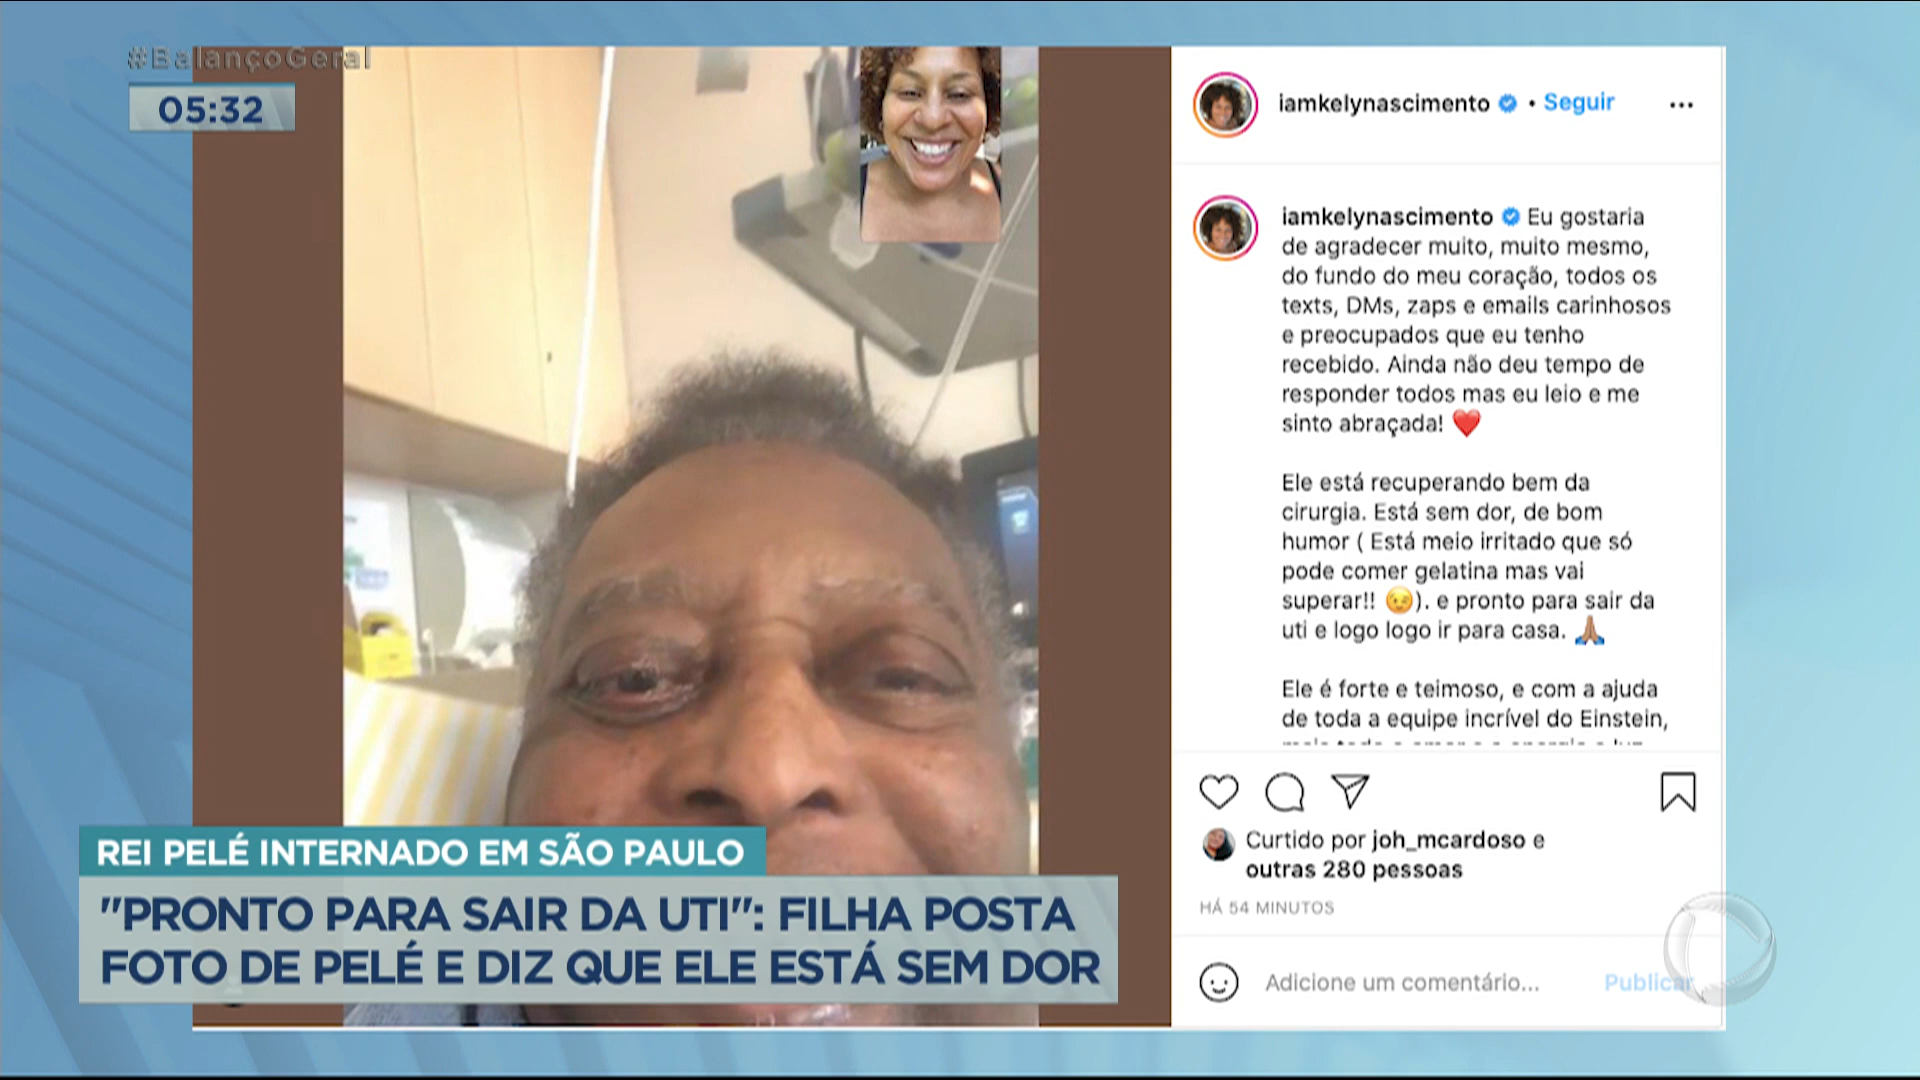 #BalançoGeral
05:32
iamkelynascimento • Seguir
iamkelynascimento Eu gostaria
de agradecer muito, muito mesmo,
do fundo do meu coração, todos os
texts, DMs, zaps e emails carinhosos
e preocupados que eu tenho
recebido. Ainda não deu tempo de
responder todos mas eu leio e me
sinto abraçada! ❤️
Ele está recuperando bem da
cirurgia. Está sem dor, de bom
humor ( Está meio irritado que só
pode comer gelatina mas vai
superar!! 😉). e pronto para sair da
uti e logo logo ir para casa. 🙏🏽
Ele é forte e teimoso, e com a ajuda
de toda a equipe incrível do Einstein,
Curtido por joh_mcardoso e
outras 280 pessoas
HÁ 54 MINUTOS
Adicione um comentário... Publicar
REI PELÉ INTERNADO EM SÃO PAULO
"PRONTO PARA SAIR DA UTI": FILHA POSTA
FOTO DE PELÉ E DIZ QUE ELE ESTÁ SEM DOR